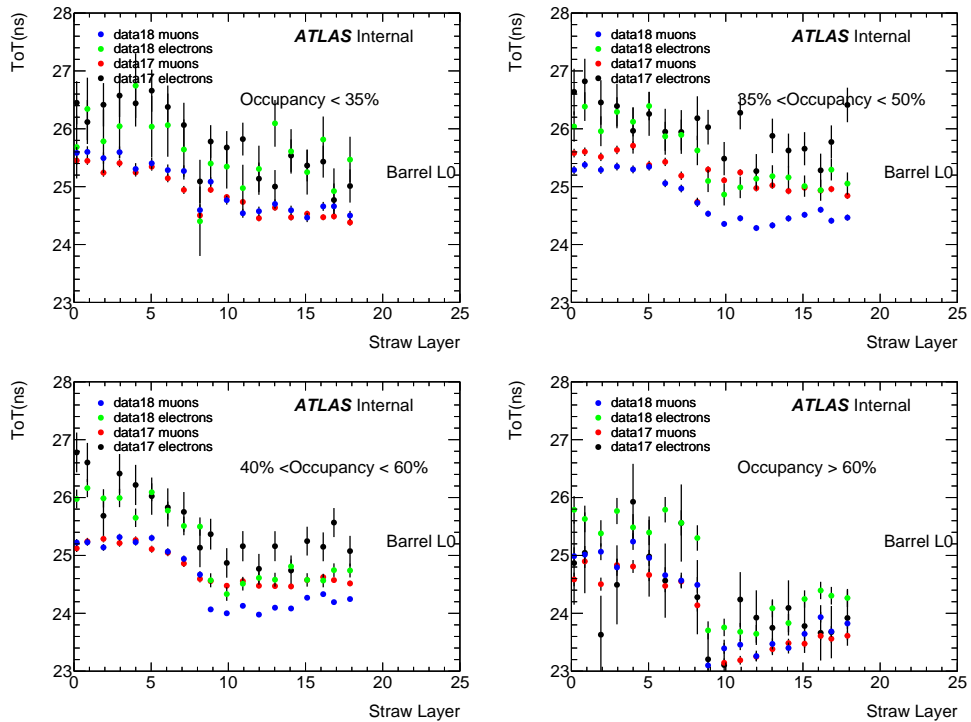 ToT(ns)
28
27
26
25
24
23
data18 muons
data18 electrons
data17 muons
data17 electrons
ATLAS Internal
Occupancy < 35%
Barrel L0
0 5 10 15 20 25
Straw Layer
ToT(ns)
28
27
26
25
24
23
data18 muons
data18 electrons
data17 muons
data17 electrons
ATLAS Internal
35% <Occupancy < 50%
Barrel L0
0 5 10 15 20 25
Straw Layer
ToT(ns)
28
27
26
25
24
23
data18 muons
data18 electrons
data17 muons
data17 electrons
ATLAS Internal
40% <Occupancy < 60%
Barrel L0
0 5 10 15 20 25
Straw Layer
ToT(ns)
28
27
26
25
24
23
data18 muons
data18 electrons
data17 muons
data17 electrons
ATLAS Internal
Occupancy > 60%
Barrel L0
0 5 10 15 20 25
Straw Layer